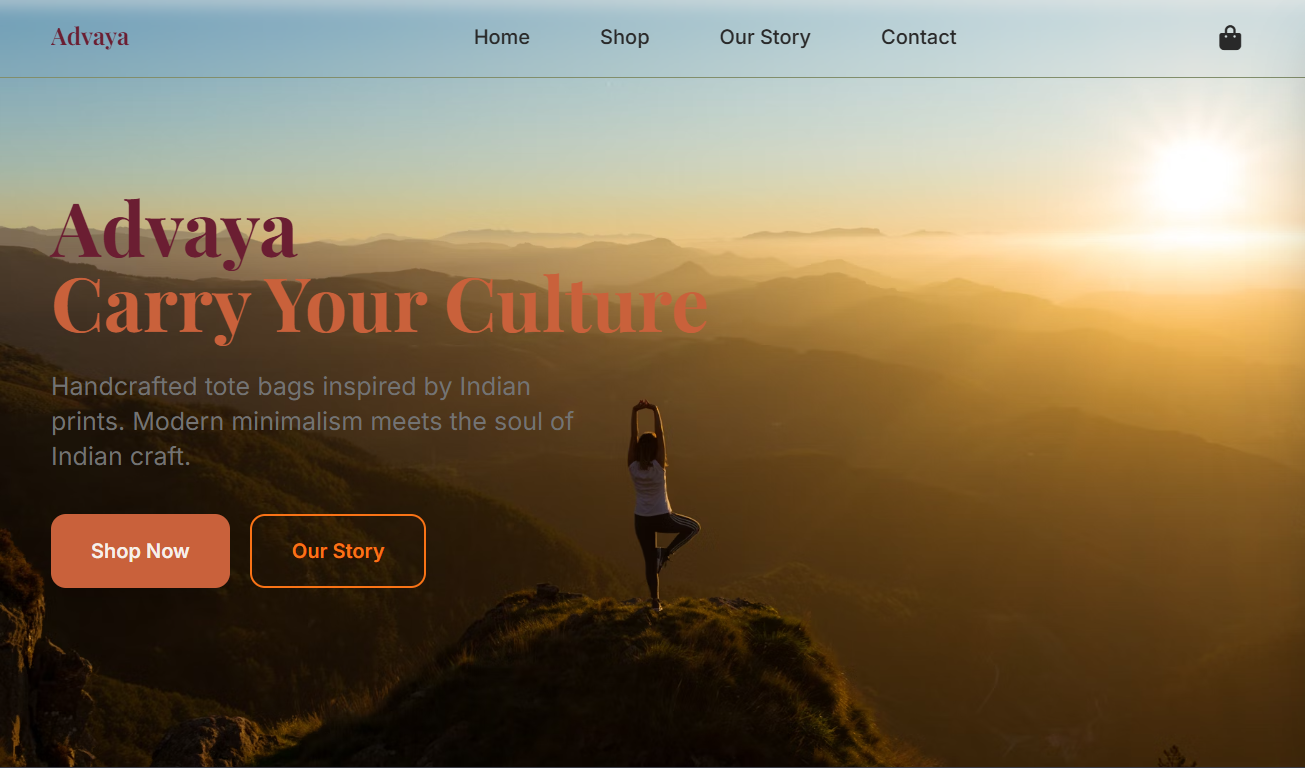 Advaya
Home
Shop
Our Story
Contact
Advaya
Carry Your Culture
Handcrafted tote bags inspired by Indian
prints. Modern minimalism meets the soul of
Indian craft.
Shop Now
Our Story